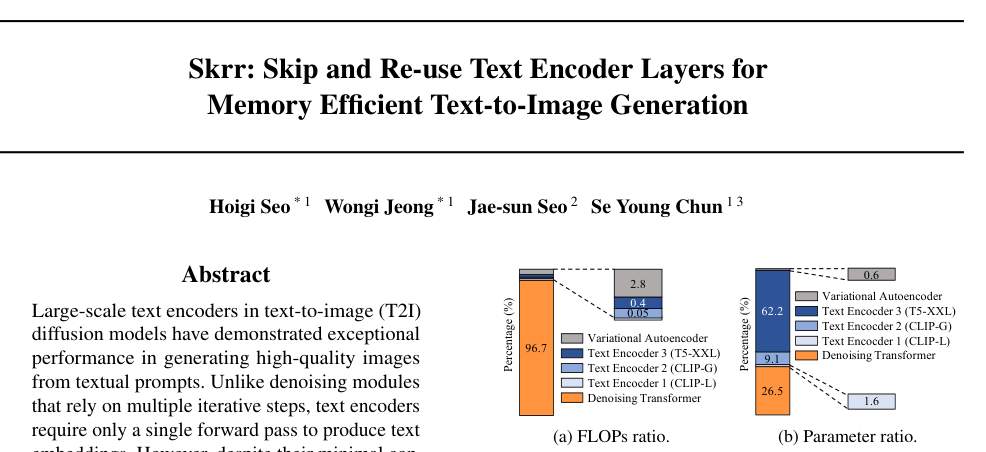 Skrr: Skip and Re-use Text Encoder Layers for
Memory Efficient Text-to-Image Generation
Hoigi Seo * 1 Wongi Jeong * 1 Jae-sun Seo 2 Se Young Chun 1 3
Abstract
Large-scale text encoders in text-to-image (T2I)
diffusion models have demonstrated exceptional
performance in generating high-quality images
from textual prompts. Unlike denoising modules
that rely on multiple iterative steps, text encoders
require only a single forward pass to produce text
embeddings. However, despite their minimal con-
Percentage (%)
96.7
2.8
0.4
0.05
Variational Autoencoder
Text Encocder 3 (T5-XXL)
Text Encocder 2 (CLIP-G)
Text Encocder 1 (CLIP-L)
Denoising Transformer
(a) FLOPs ratio.
Percentage (%)
62.2
9.1
26.5
0.6
1.6
Variational Autoencoder
Text Encocder 3 (T5-XXL)
Text Encocder 2 (CLIP-G)
Text Encocder 1 (CLIP-L)
Denoising Transformer
(b) Parameter ratio.